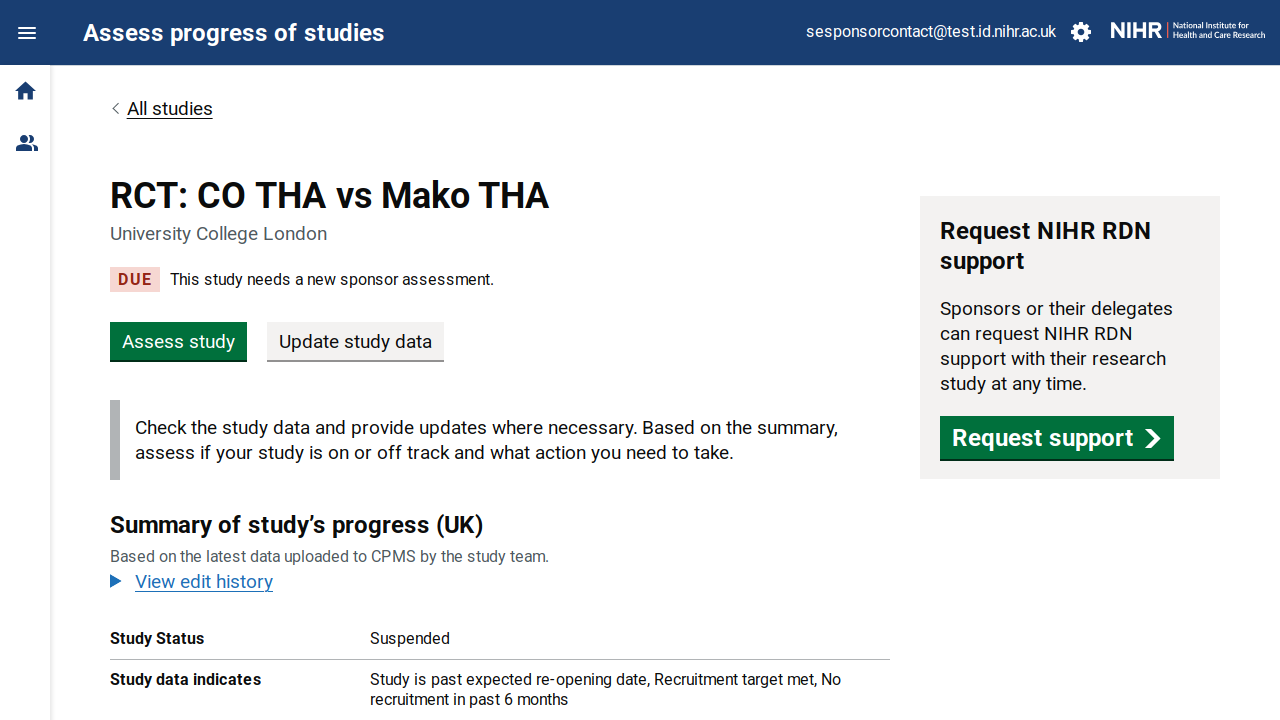 Assess progress of studies
sesponsorcontact@test.id.nihr.ac.uk
NIHR
National Institute for
Health and Care Research
All studies
RCT: CO THA vs Mako THA
University College London
DUE
This study needs a new sponsor assessment.
Assess study
Update study data
Check the study data and provide updates where necessary. Based on the summary,
assess if your study is on or off track and what action you need to take.
Summary of study’s progress (UK)
Based on the latest data uploaded to CPMS by the study team.
View edit history
Study Status
Suspended
Study data indicates
Study is past expected re-opening date, Recruitment target met, No
recruitment in past 6 months
Request NIHR RDN
support
Sponsors or their delegates
can request NIHR RDN
support with their research
study at any time.
Request support